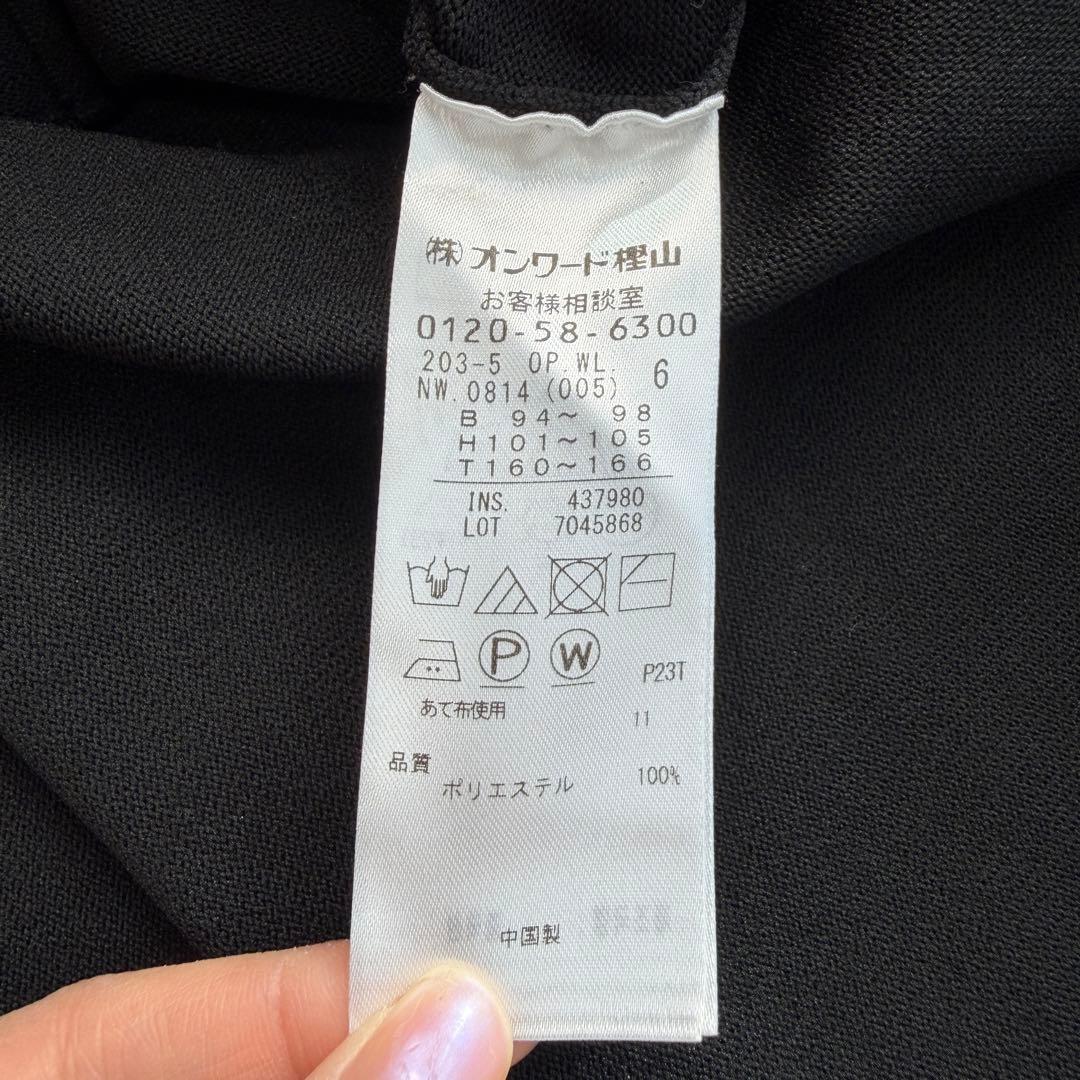 (株)オンワード樫山
お客様相談室
0120-58-6300
203-5 OP.WL.
NW.0814 (005) 6
B 94～ 98
H101～105
T160～166
INS. 437980
LOT 7045868
P W
P23T
あて布使用
11
品質
ポリエステル 100%
中国製